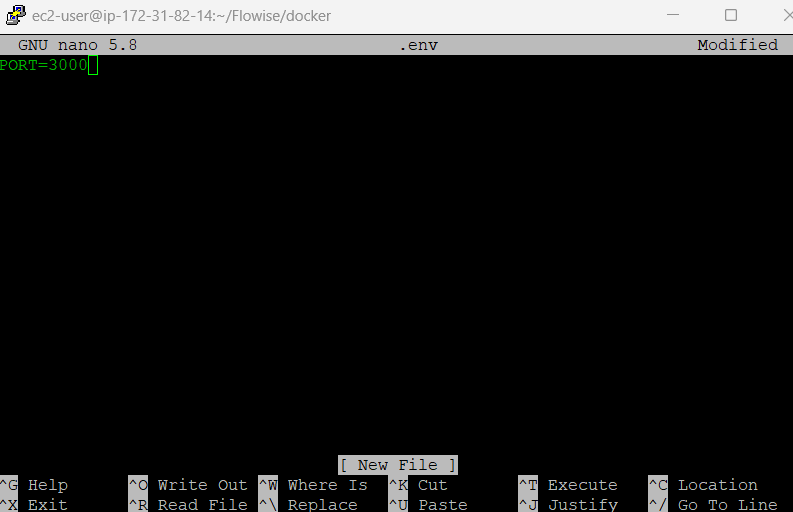 ec2-user@ip-172-31-82-14:~/Flowise/docker
GNU nano 5.8 .env Modified
PORT=3000
[ New File ]
^G Help ^O Write Out ^W Where Is ^K Cut ^T Execute ^C Location
^X Exit ^R Read File ^\ Replace ^U Paste ^J Justify ^/ Go To Line